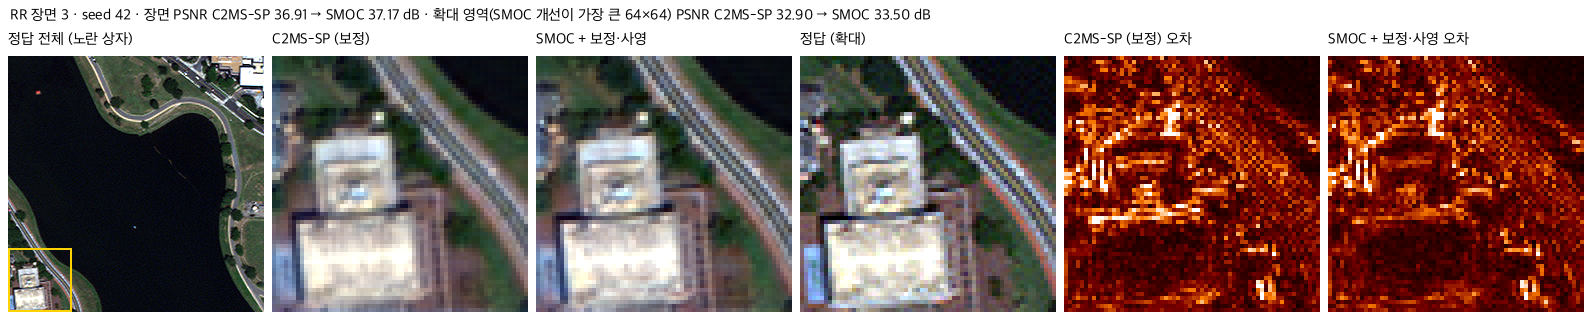 RR 장면 3 · seed 42 · 장면 PSNR C2MS-SP 36.91 → SMOC 37.17 dB · 확대 영역(SMOC 개선이 가장 큰 64×64) PSNR C2MS-SP 32.90 → SMOC 33.50 dB
정답 전체 (노란 상자)
C2MS-SP (보정)
SMOC + 보정·사영
정답 (확대)
C2MS-SP (보정) 오차
SMOC + 보정·사영 오차